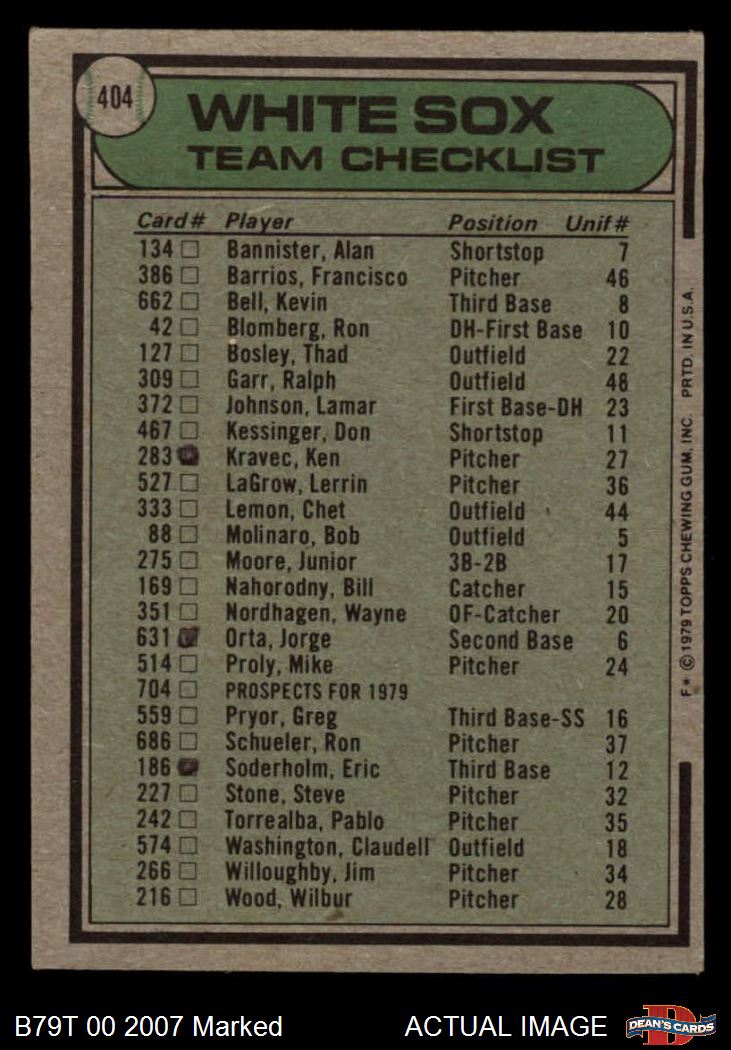 404
WHITE SOX
TEAM CHECKLIST
Card# Player Position Unif#
134 Bannister, Alan Shortstop 7
386 Barrios, Francisco Pitcher 46
662 Bell, Kevin Third Base 8
42 Blomberg, Ron DH-First Base 10
127 Bosley, Thad Outfield 22
309 Garr, Ralph Outfield 48
372 Johnson, Lamar First Base-DH 23
467 Kessinger, Don Shortstop 11
283 Kravec, Ken Pitcher 27
527 LaGrow, Lerrin Pitcher 36
333 Lemon, Chet Outfield 44
88 Molinaro, Bob Outfield 5
275 Moore, Junior 3B-2B 17
169 Nahorodny, Bill Catcher 15
351 Nordhagen, Wayne OF-Catcher 20
631 Orta, Jorge Second Base 6
514 Proly, Mike Pitcher 24
704 PROSPECTS FOR 1979
559 Pryor, Greg Third Base-SS 16
686 Schueler, Ron Pitcher 37
186 Soderholm, Eric Third Base 12
227 Stone, Steve Pitcher 32
242 Torrealba, Pablo Pitcher 35
574 Washington, Claudell Outfield 18
266 Willoughby, Jim Pitcher 34
216 Wood, Wilbur Pitcher 28
F* © 1979 TOPPS CHEWING GUM, INC. PRTD. IN U.S.A.
B79T 00 2007 Marked ACTUAL IMAGE
D
DEAN'S CARDS